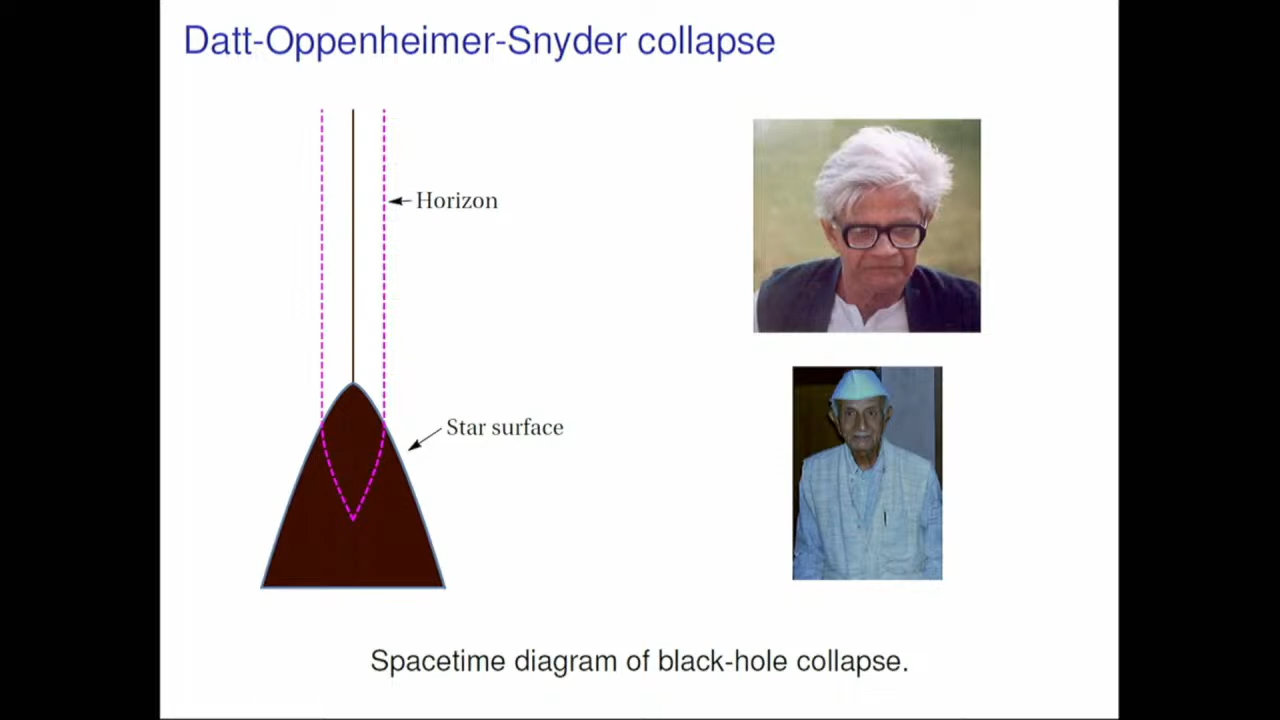 Datt-Oppenheimer-Snyder collapse
Horizon
Star surface
Spacetime diagram of black-hole collapse.